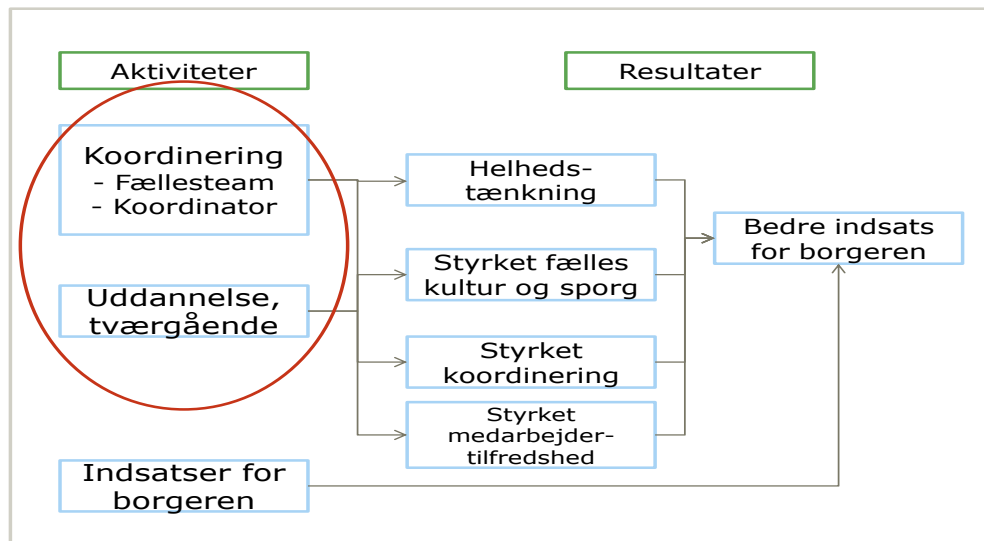 Aktiviteter
Resultater
Koordinering
- Fællesteam
- Koordinator
Uddannelse,
tværgående
Indsatser for
borgeren
Helheds-
tænkning
Styrket fælles
kultur og sporg
Styrket
koordinering
Styrket
medarbejder-
tilfredshed
Bedre indsats
for borgeren